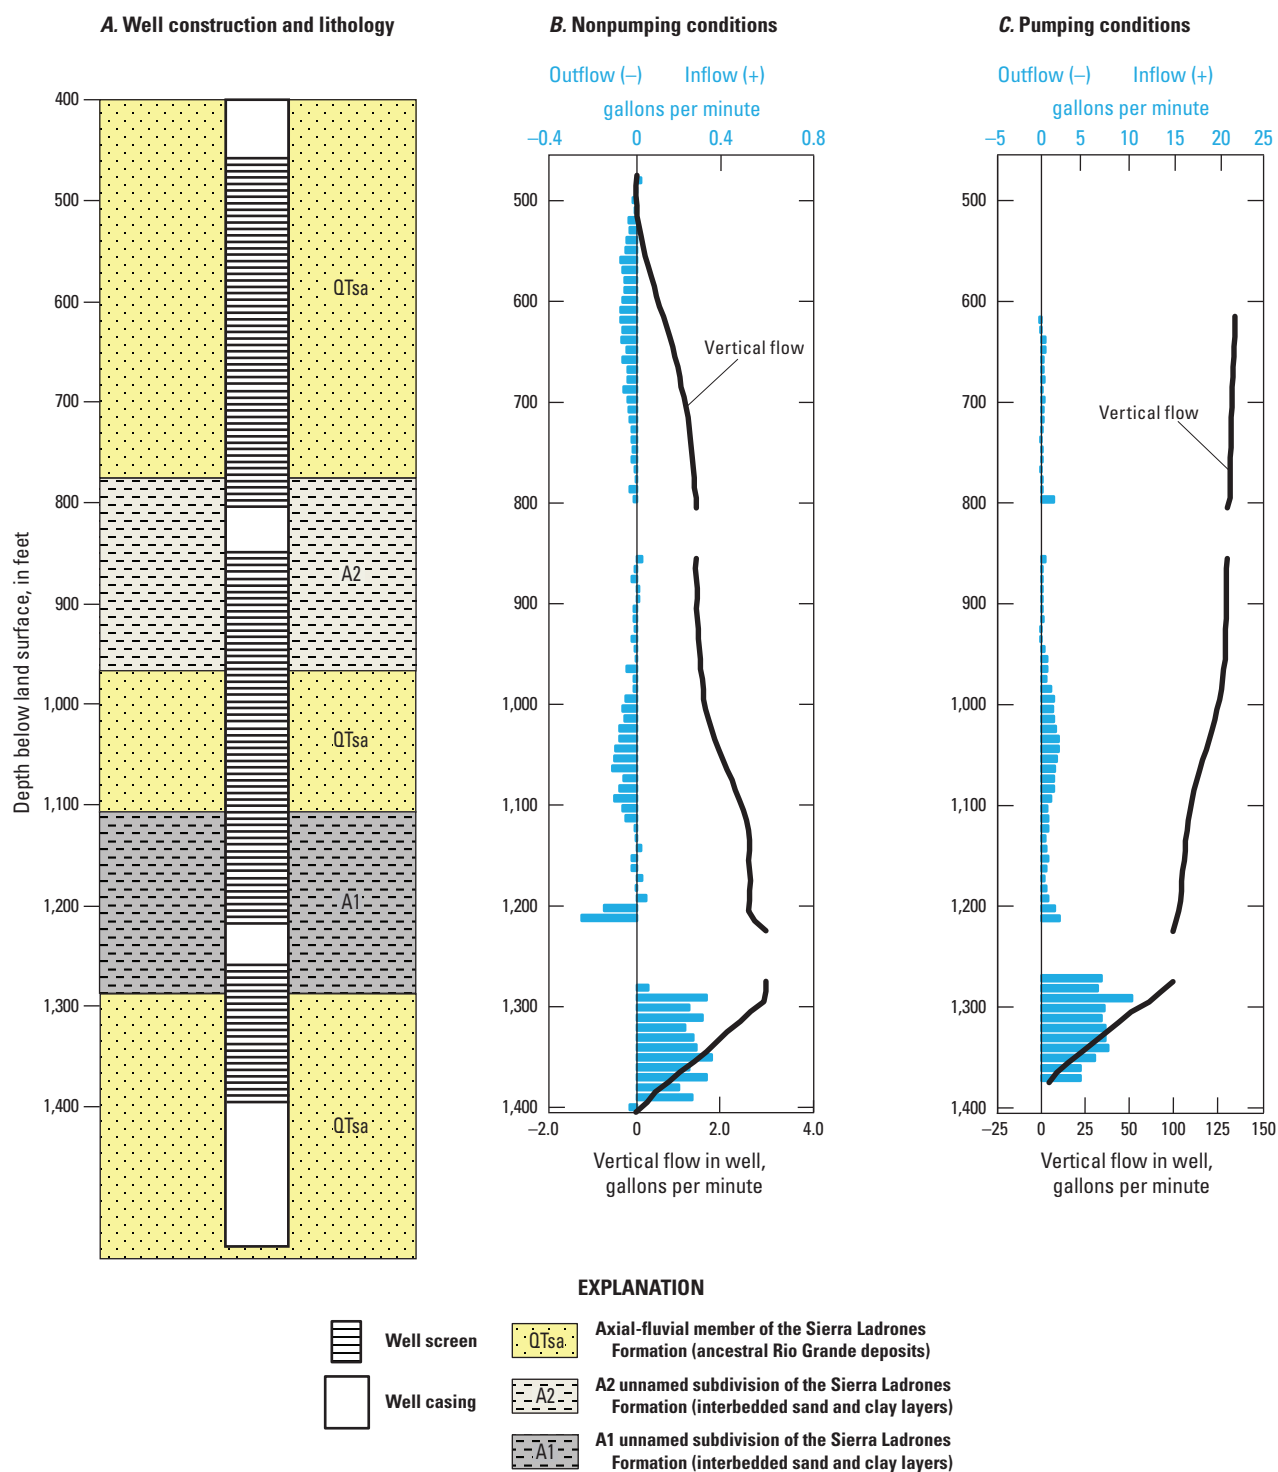 A. Well construction and lithology
B. Nonpumping conditions
C. Pumping conditions
Outflow (–) Inflow (+)
gallons per minute
–0.4 0 0.4 0.8
Outflow (–) Inflow (+)
gallons per minute
–5 0 5 10 15 20 25
Depth below land surface, in feet
400
500
600
700
800
900
1,000
1,100
1,200
1,300
1,400
QTsa
A2
QTsa
A1
QTsa
500
600
700
800
900
1,000
1,100
1,200
1,300
1,400
Vertical flow
–2.0 0 2.0 4.0
Vertical flow in well,
gallons per minute
500
600
700
800
900
1,000
1,100
1,200
1,300
1,400
Vertical flow
–25 0 25 50 100 125 150
Vertical flow in well,
gallons per minute
EXPLANATION
Well screen
Well casing
QTsa
Axial-fluvial member of the Sierra Ladrones
Formation (ancestral Rio Grande deposits)
A2
A2 unnamed subdivision of the Sierra Ladrones
Formation (interbedded sand and clay layers)
A1
A1 unnamed subdivision of the Sierra Ladrones
Formation (interbedded sand and clay layers)